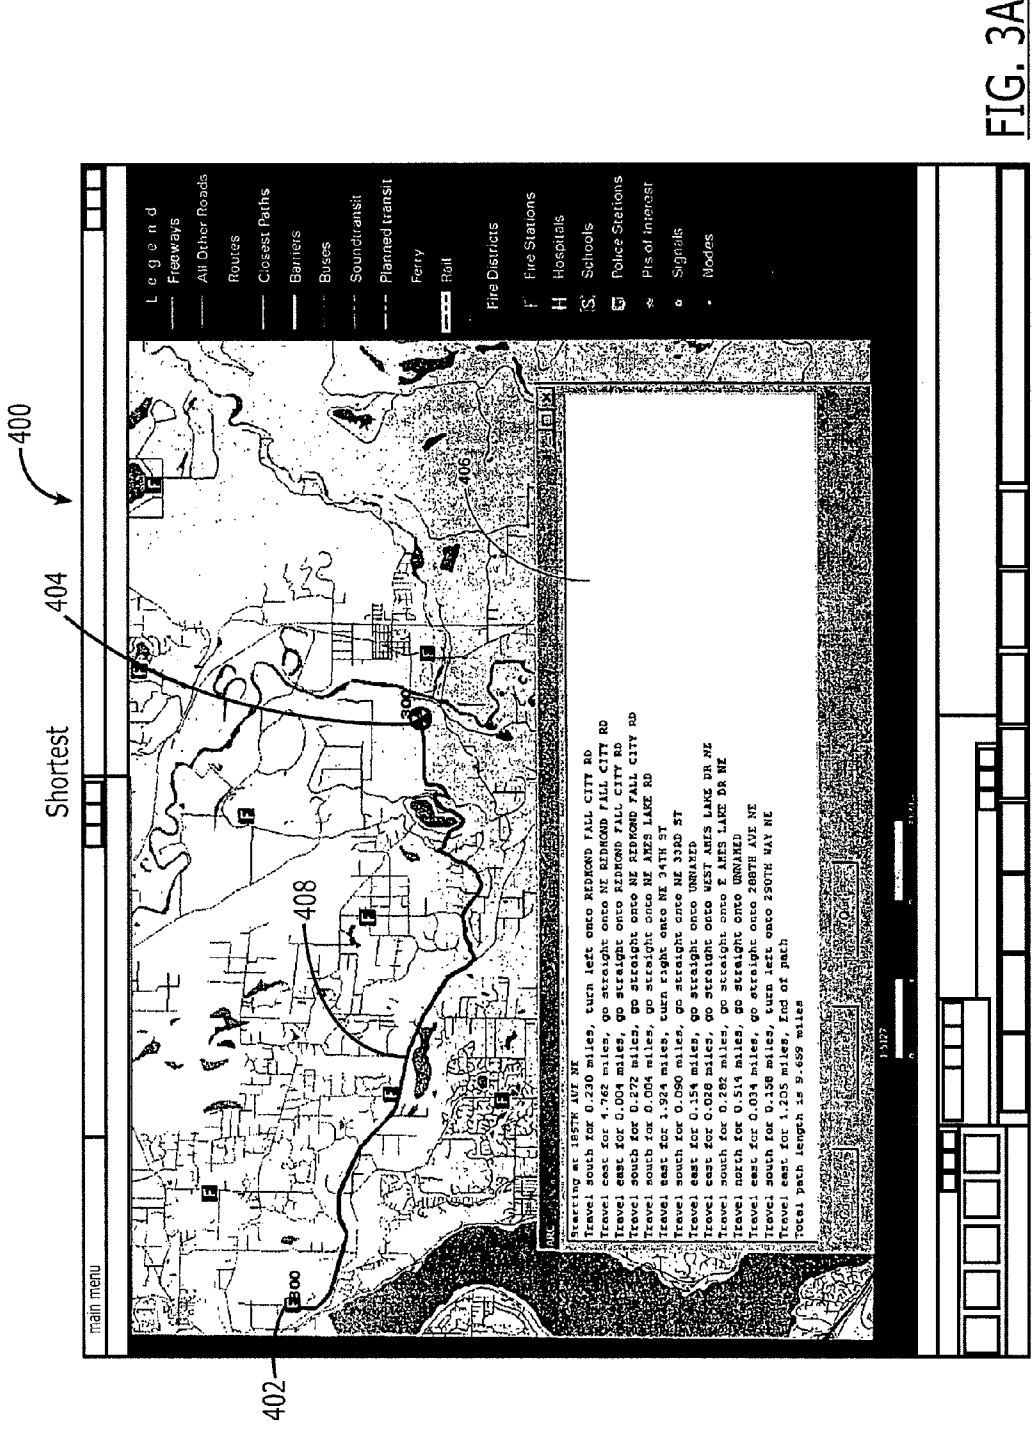 FIG. 3A
Shortest
400
404
408
402
406
main menu
Legend
Freeways
All Other Roads
Routes
Closest Paths
Barriers
Buses
Soundtransit
Planned transit
Ferry
Rail
Fire Districts
F Fire Stations
H Hospitals
S Schools
Police Stations
Pts of Interest
Signals
Nodes
300
300
F
F
F
F
F
F
F
F
Starting at 185TH AVE NE
Travel south for 0.230 miles, turn left onto REDMOND FALL CITY RD
Travel east for 4.762 miles, go straight onto NE REDMOND FALL CITY RD
Travel east for 0.004 miles, go straight onto REDMOND FALL CITY RD
Travel south for 0.272 miles, go straight onto NE REDMOND FALL CITY RD
Travel south for 0.004 miles, go straight onto NE AMES LAKE RD
Travel east for 1.924 miles, turn right onto NE 34TH ST
Travel south for 0.090 miles, go straight onto NE 33RD ST
Travel east for 0.154 miles, go straight onto UNNAMED
Travel east for 0.028 miles, go straight onto WEST AMES LAKE DR NE
Travel south for 0.282 miles, go straight onto E AMES LAKE DR NE
Travel north for 0.514 miles, go straight onto UNNAMED
Travel east for 0.034 miles, go straight onto 288TH AVE NE
Travel south for 0.158 miles, turn left onto 290TH WAY NE
Travel east for 1.205 miles, End of path
Total path length is 9.659 miles